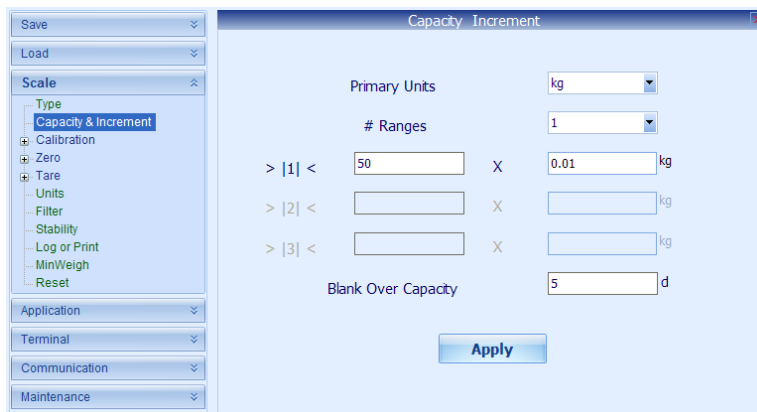 Save
Load
Scale
Type
Capacity & Increment
Calibration
Zero
Tare
Units
Filter
Stability
Log or Print
MinWeigh
Reset
Application
Terminal
Communication
Maintenance
Capacity Increment
Primary Units kg
# Ranges 1
> |1| < 50 X 0.01 kg
> |2| < X kg
> |3| < X kg
Blank Over Capacity 5 d
Apply